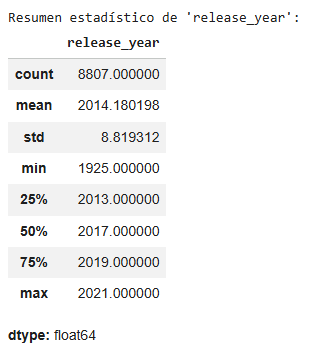 Resumen estadístico de 'release_year':
release_year
count 8807.000000
mean 2014.180198
std 8.819312
min 1925.000000
25% 2013.000000
50% 2017.000000
75% 2019.000000
max 2021.000000
dtype: float64